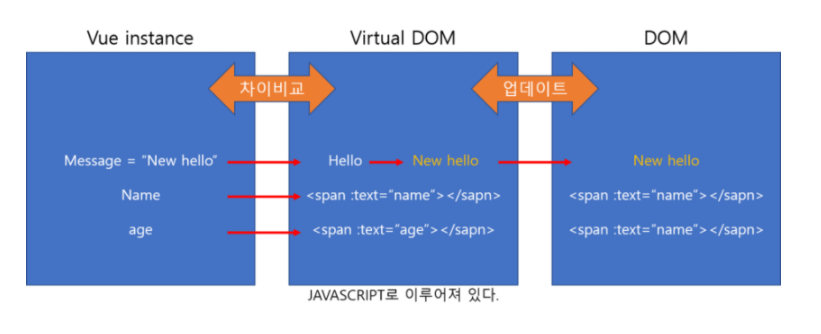 Vue instance
Virtual DOM
DOM
차이비교
업데이트
Message = “New hello”
Hello
New hello
New hello
Name
<span :text=“name”></sapn>
<span :text=“name”></sapn>
age
<span :text=“age”></sapn>
<span :text=“name”></sapn>
JAVASCRIPT로 이루어져 있다.